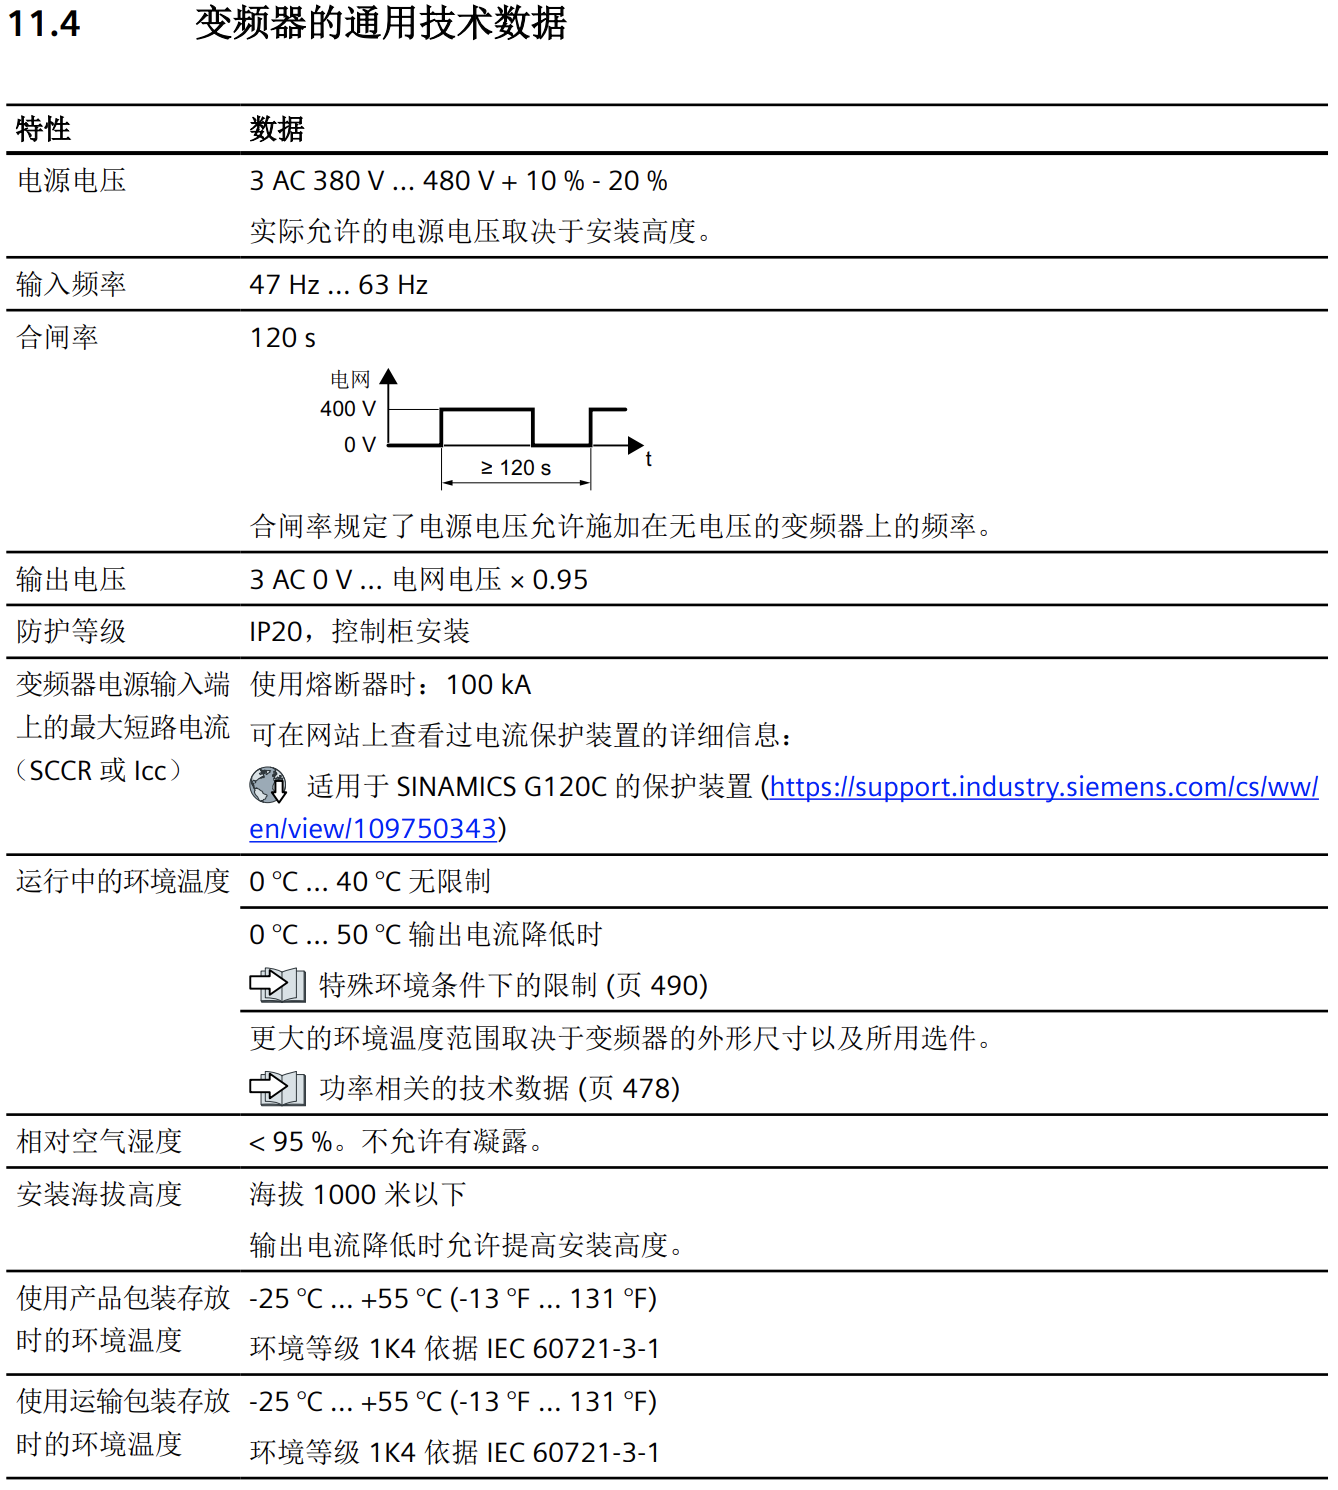 11.4 变频器的通用技术数据
特性 数据
电源电压 3 AC 380 V … 480 V + 10 % - 20 %
实际允许的电源电压取决于安装高度。
输入频率 47 Hz … 63 Hz
合闸率 120 s
电网
400 V
0 V
t
≥ 120 s
合闸率规定了电源电压允许施加在无电压的变频器上的频率。
输出电压 3 AC 0 V … 电网电压 × 0.95
防护等级 IP20，控制柜安装
变频器电源输入端 使用熔断器时：100 kA
上的最大短路电流 可在网站上查看过电流保护装置的详细信息：
（SCCR 或 Icc） 适用于 SINAMICS G120C 的保护装置 (https://support.industry.siemens.com/cs/ww/
en/view/109750343)
运行中的环境温度 0 °C … 40 °C 无限制
0 °C … 50 °C 输出电流降低时
特殊环境条件下的限制 (页 490)
更大的环境温度范围取决于变频器的外形尺寸以及所用选件。
功率相关的技术数据 (页 478)
相对空气湿度 < 95 %。不允许有凝露。
安装海拔高度 海拔 1000 米以下
输出电流降低时允许提高安装高度。
使用产品包装存放 -25 °C … +55 °C (-13 °F … 131 °F)
时的环境温度 环境等级 1K4 依据 IEC 60721-3-1
使用运输包装存放 -25 °C … +55 °C (-13 °F … 131 °F)
时的环境温度 环境等级 1K4 依据 IEC 60721-3-1